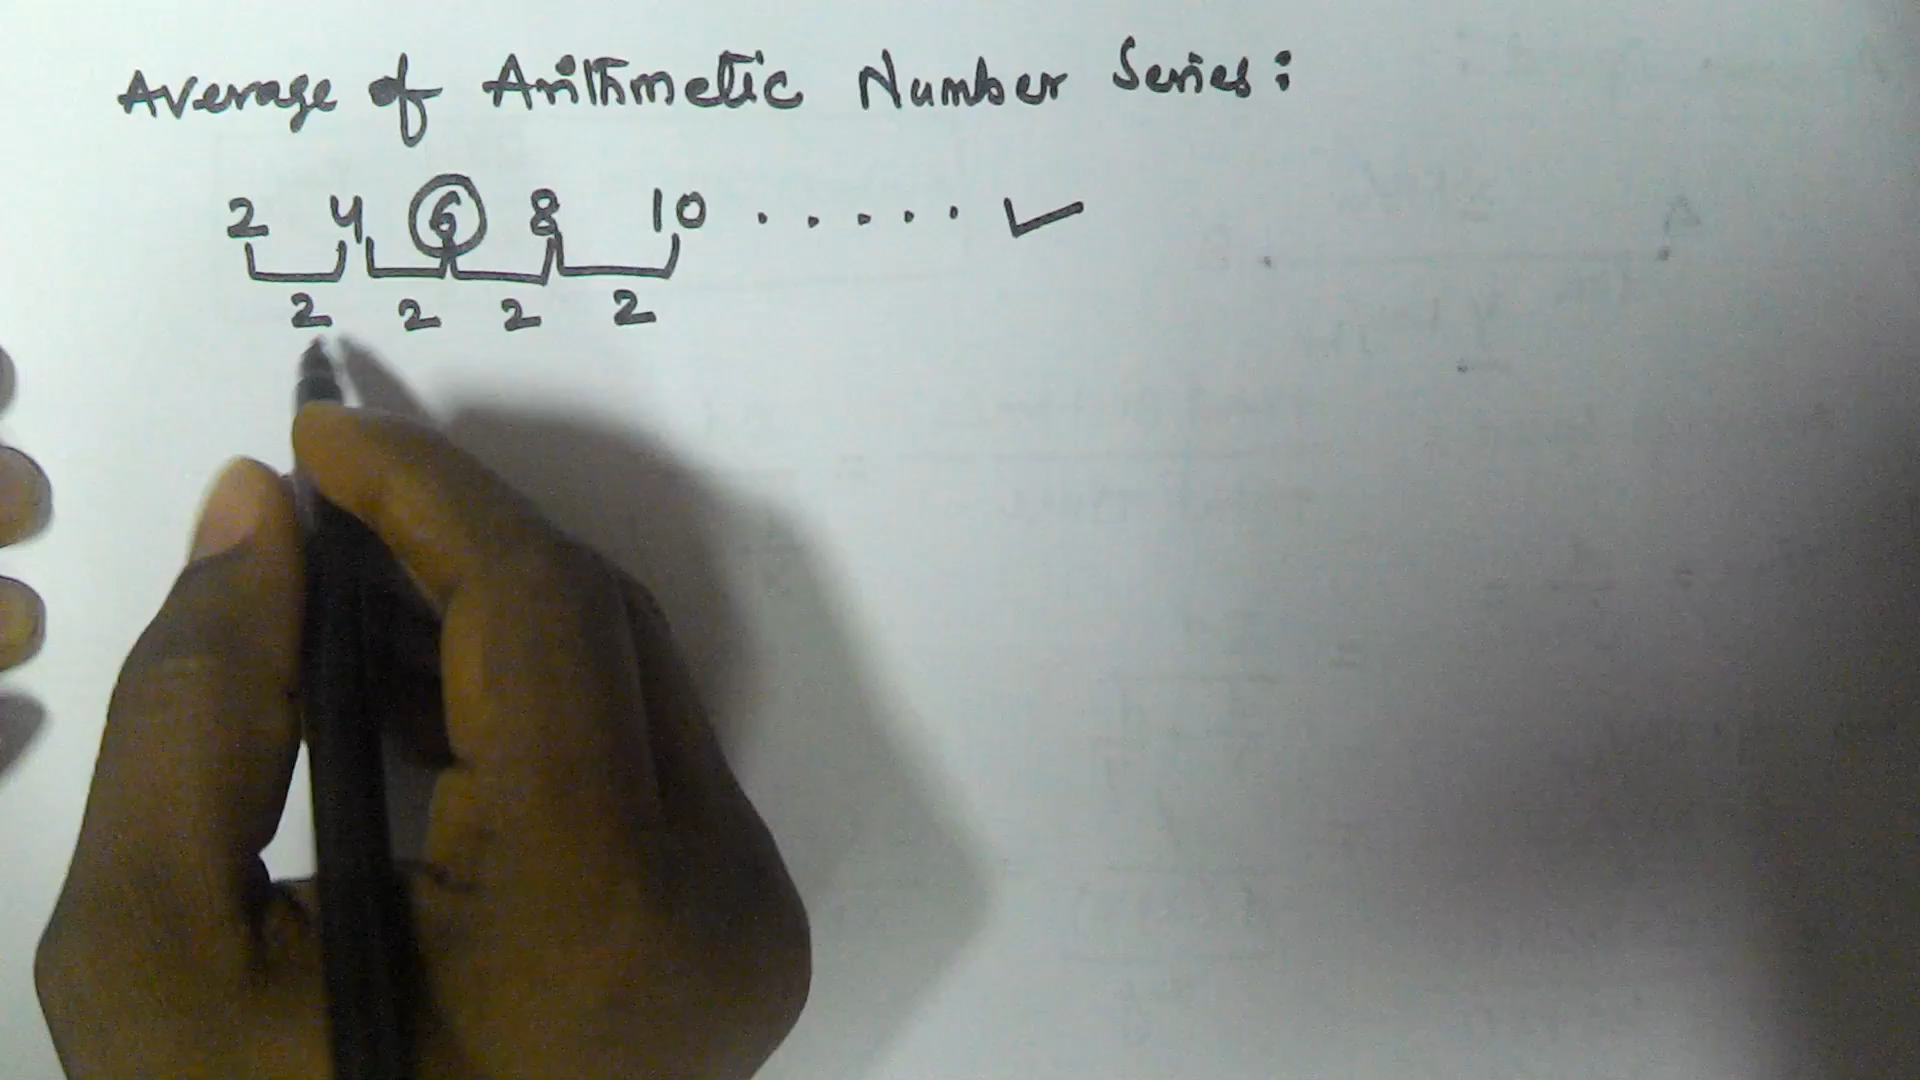 Average of Arithmetic Number Series:
2 4 6 8 10 . . . . . ✓
2 2 2 2